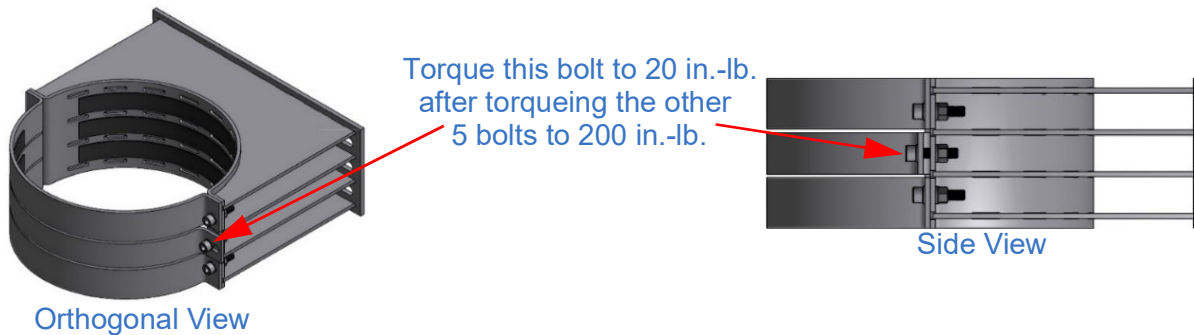 Torque this bolt to 20 in.-lb.
after torqueing the other
5 bolts to 200 in.-lb.
Side View
Orthogonal View